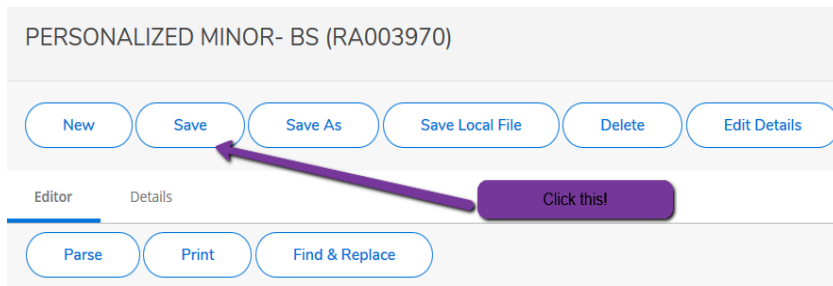 PERSONALIZED MINOR- BS (RA003970)
New Save Save As Save Local File Delete Edit Details
Editor Details
Click this!
Parse Print Find & Replace